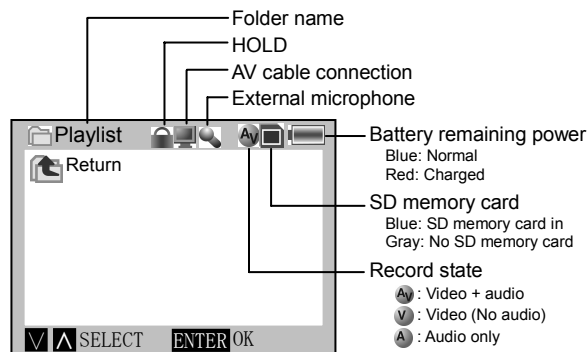 Folder name
HOLD
AV cable connection
External microphone
Playlist
AV
Battery remaining power
Blue: Normal
Red: Charged
Return
SD memory card
Blue: SD memory card in
Gray: No SD memory card
Record state
AV : Video + audio
V : Video (No audio)
A : Audio only
SELECT ENTER OK